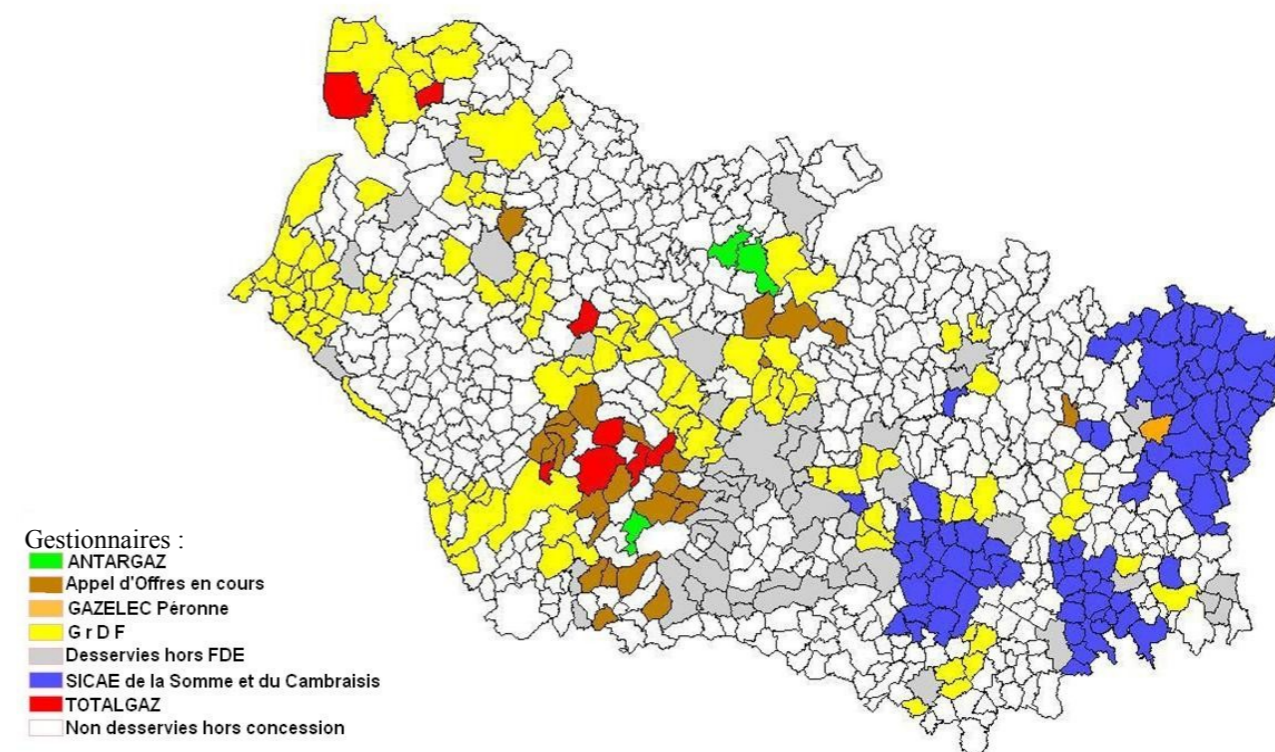 Gestionnaires :
ANTARGAZ
Appel d'Offres en cours
GAZELEC Péronne
G r D F
Desservies hors FDE
SICAE de la Somme et du Cambraisis
TOTALGAZ
Non desservies hors concession